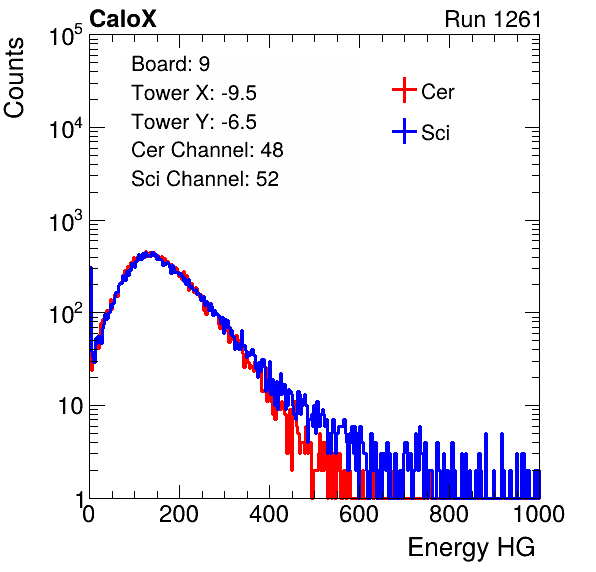 CaloX Run 1261
Counts
Board: 9
Tower X: -9.5
Tower Y: -6.5
Cer Channel: 48
Sci Channel: 52
Cer
Sci
10^5
10^4
10^3
10^2
10
1
0 200 400 600 800 1000
Energy HG